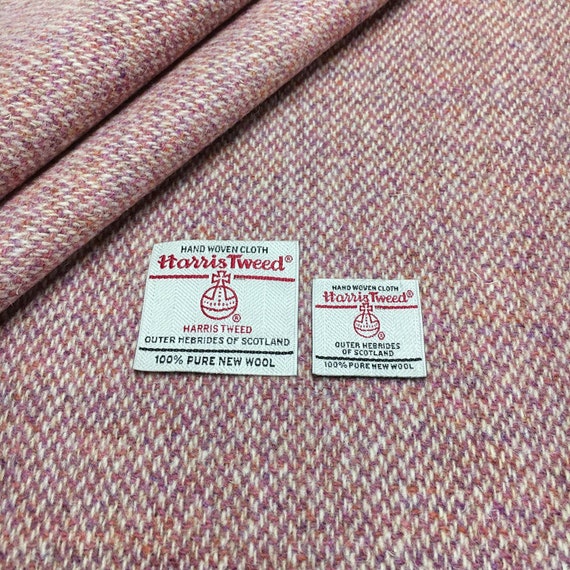 HAND WOVEN CLOTH
Harris Tweed®
®
HARRIS TWEED
OUTER HEBRIDES OF SCOTLAND
100% PURE NEW WOOL
HAND WOVEN CLOTH
Harris Tweed®
®
OUTER HEBRIDES
OF SCOTLAND
100% PURE NEW WOOL